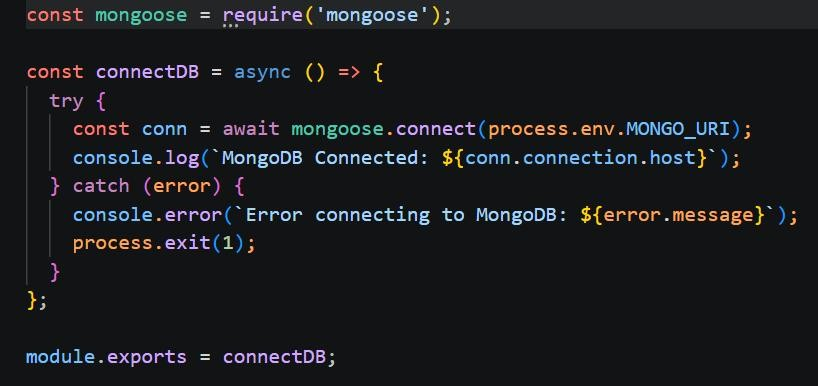 const mongoose = require('mongoose');
const connectDB = async () => {
try {
const conn = await mongoose.connect(process.env.MONGO_URI);
console.log(`MongoDB Connected: ${conn.connection.host}`);
} catch (error) {
console.error(`Error connecting to MongoDB: ${error.message}`);
process.exit(1);
}
};
module.exports = connectDB;